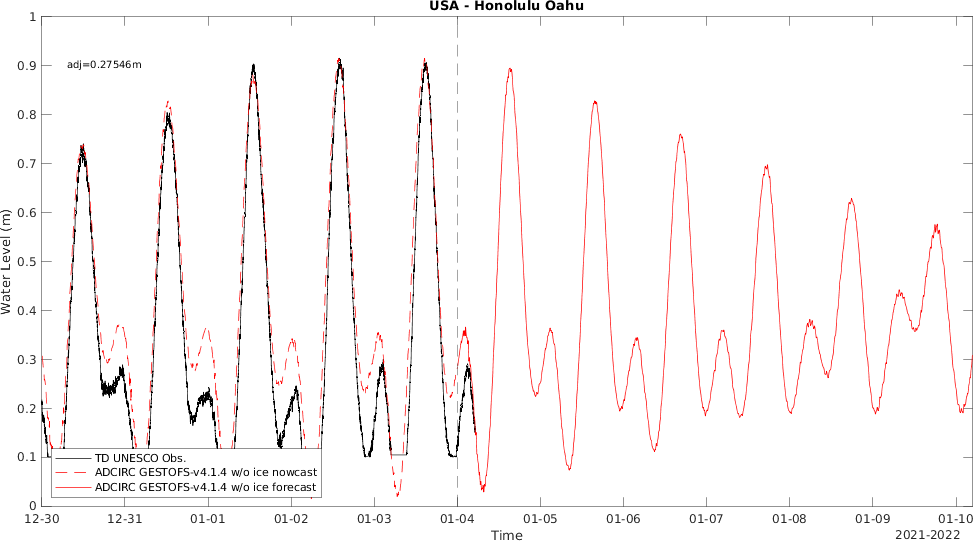 USA - Honolulu Oahu
1
0.9
0.8
0.7
0.6
0.5
0.4
0.3
0.2
0.1
0
Water Level (m)
adj=0.27546m
TD UNESCO Obs.
ADCIRC GESTOFS-v4.1.4 w/o ice nowcast
ADCIRC GESTOFS-v4.1.4 w/o ice forecast
12-30 12-31 01-01 01-02 01-03 01-04 01-05 01-06 01-07 01-08 01-09 01-10
Time
2021-2022